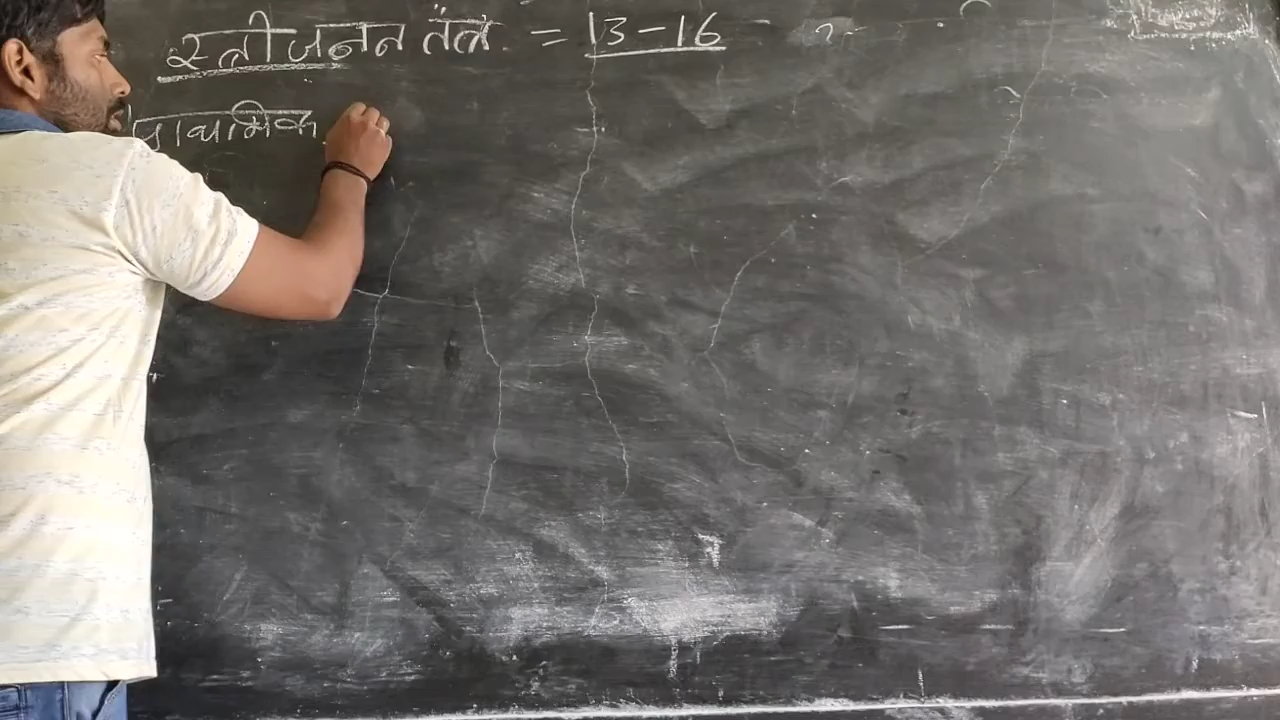 स्त्री जनन तंत्र = 13-16
प्राथमिक